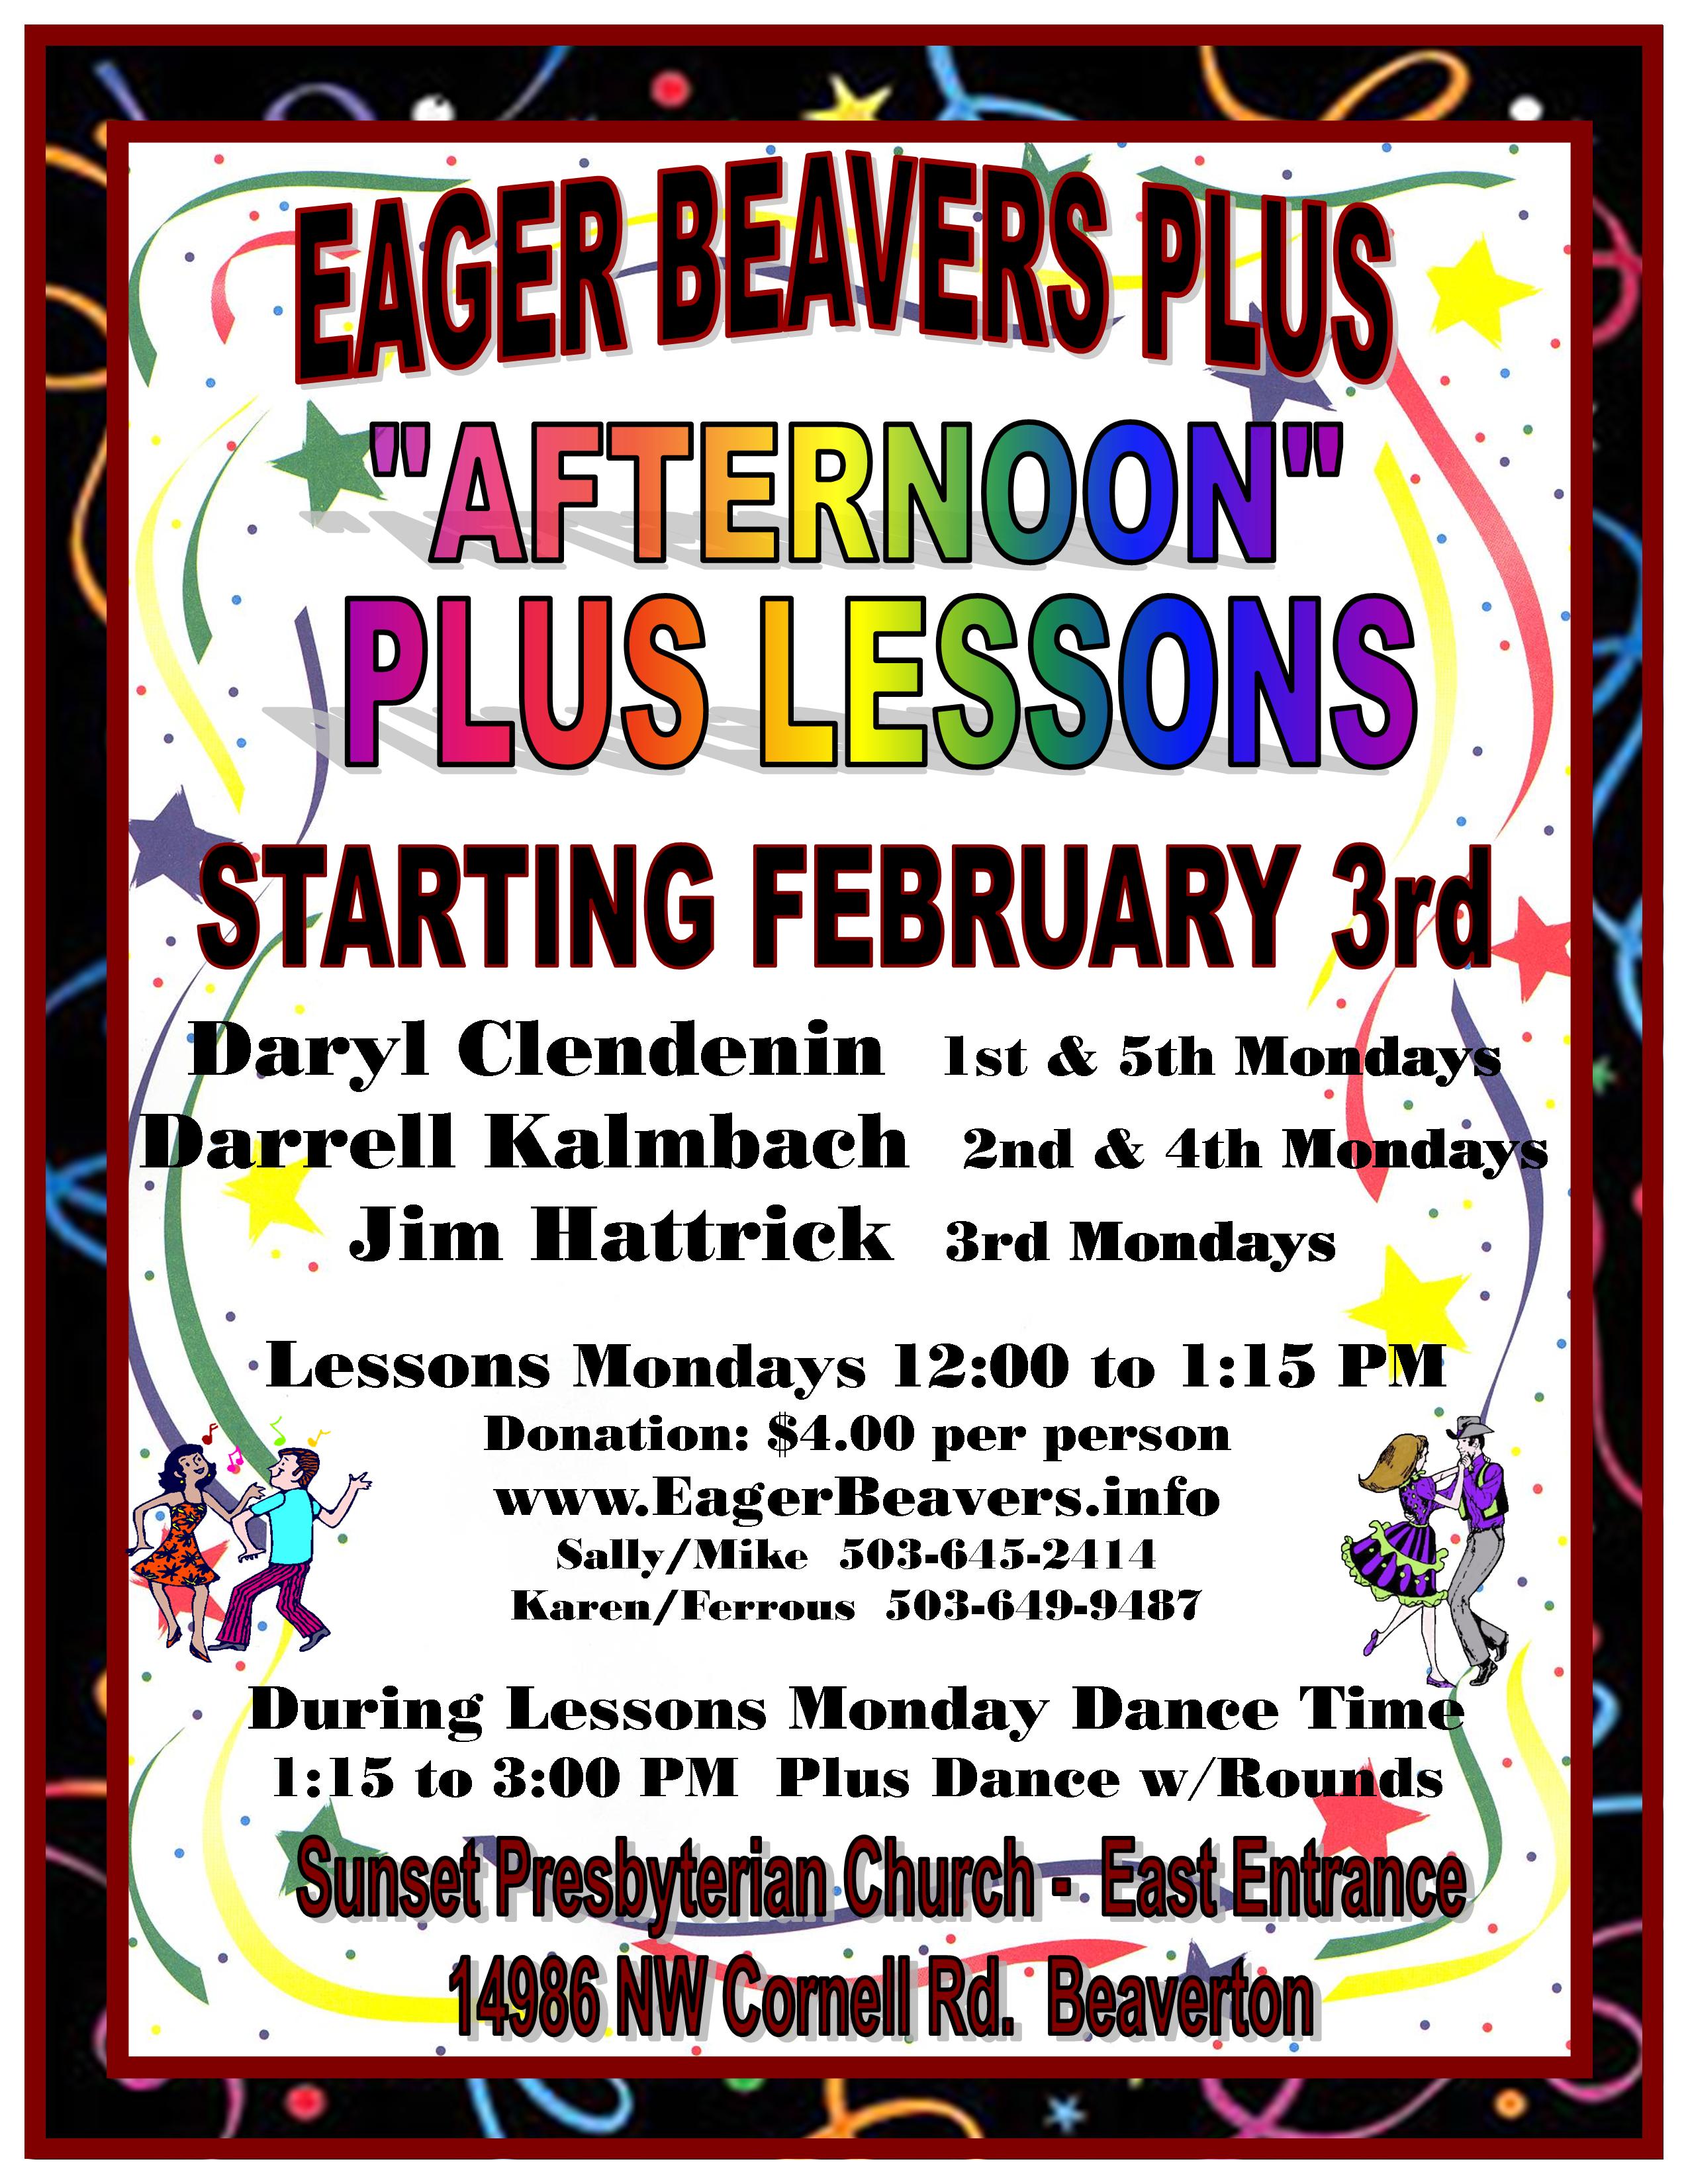 EAGER BEAVERS PLUS
"AFTERNOON"
PLUS LESSONS
STARTING FEBRUARY 3rd
Daryl Clendenin 1st & 5th Mondays
Darrell Kalmbach 2nd & 4th Mondays
Jim Hattrick 3rd Mondays
Lessons Mondays 12:00 to 1:15 PM
Donation: $4.00 per person
www.EagerBeavers.info
Sally/Mike 503-645-2414
Karen/Ferrous 503-649-9487
During Lessons Monday Dance Time
1:15 to 3:00 PM Plus Dance w/Rounds
Sunset Presbyterian Church - East Entrance
14986 NW Cornell Rd. Beaverton